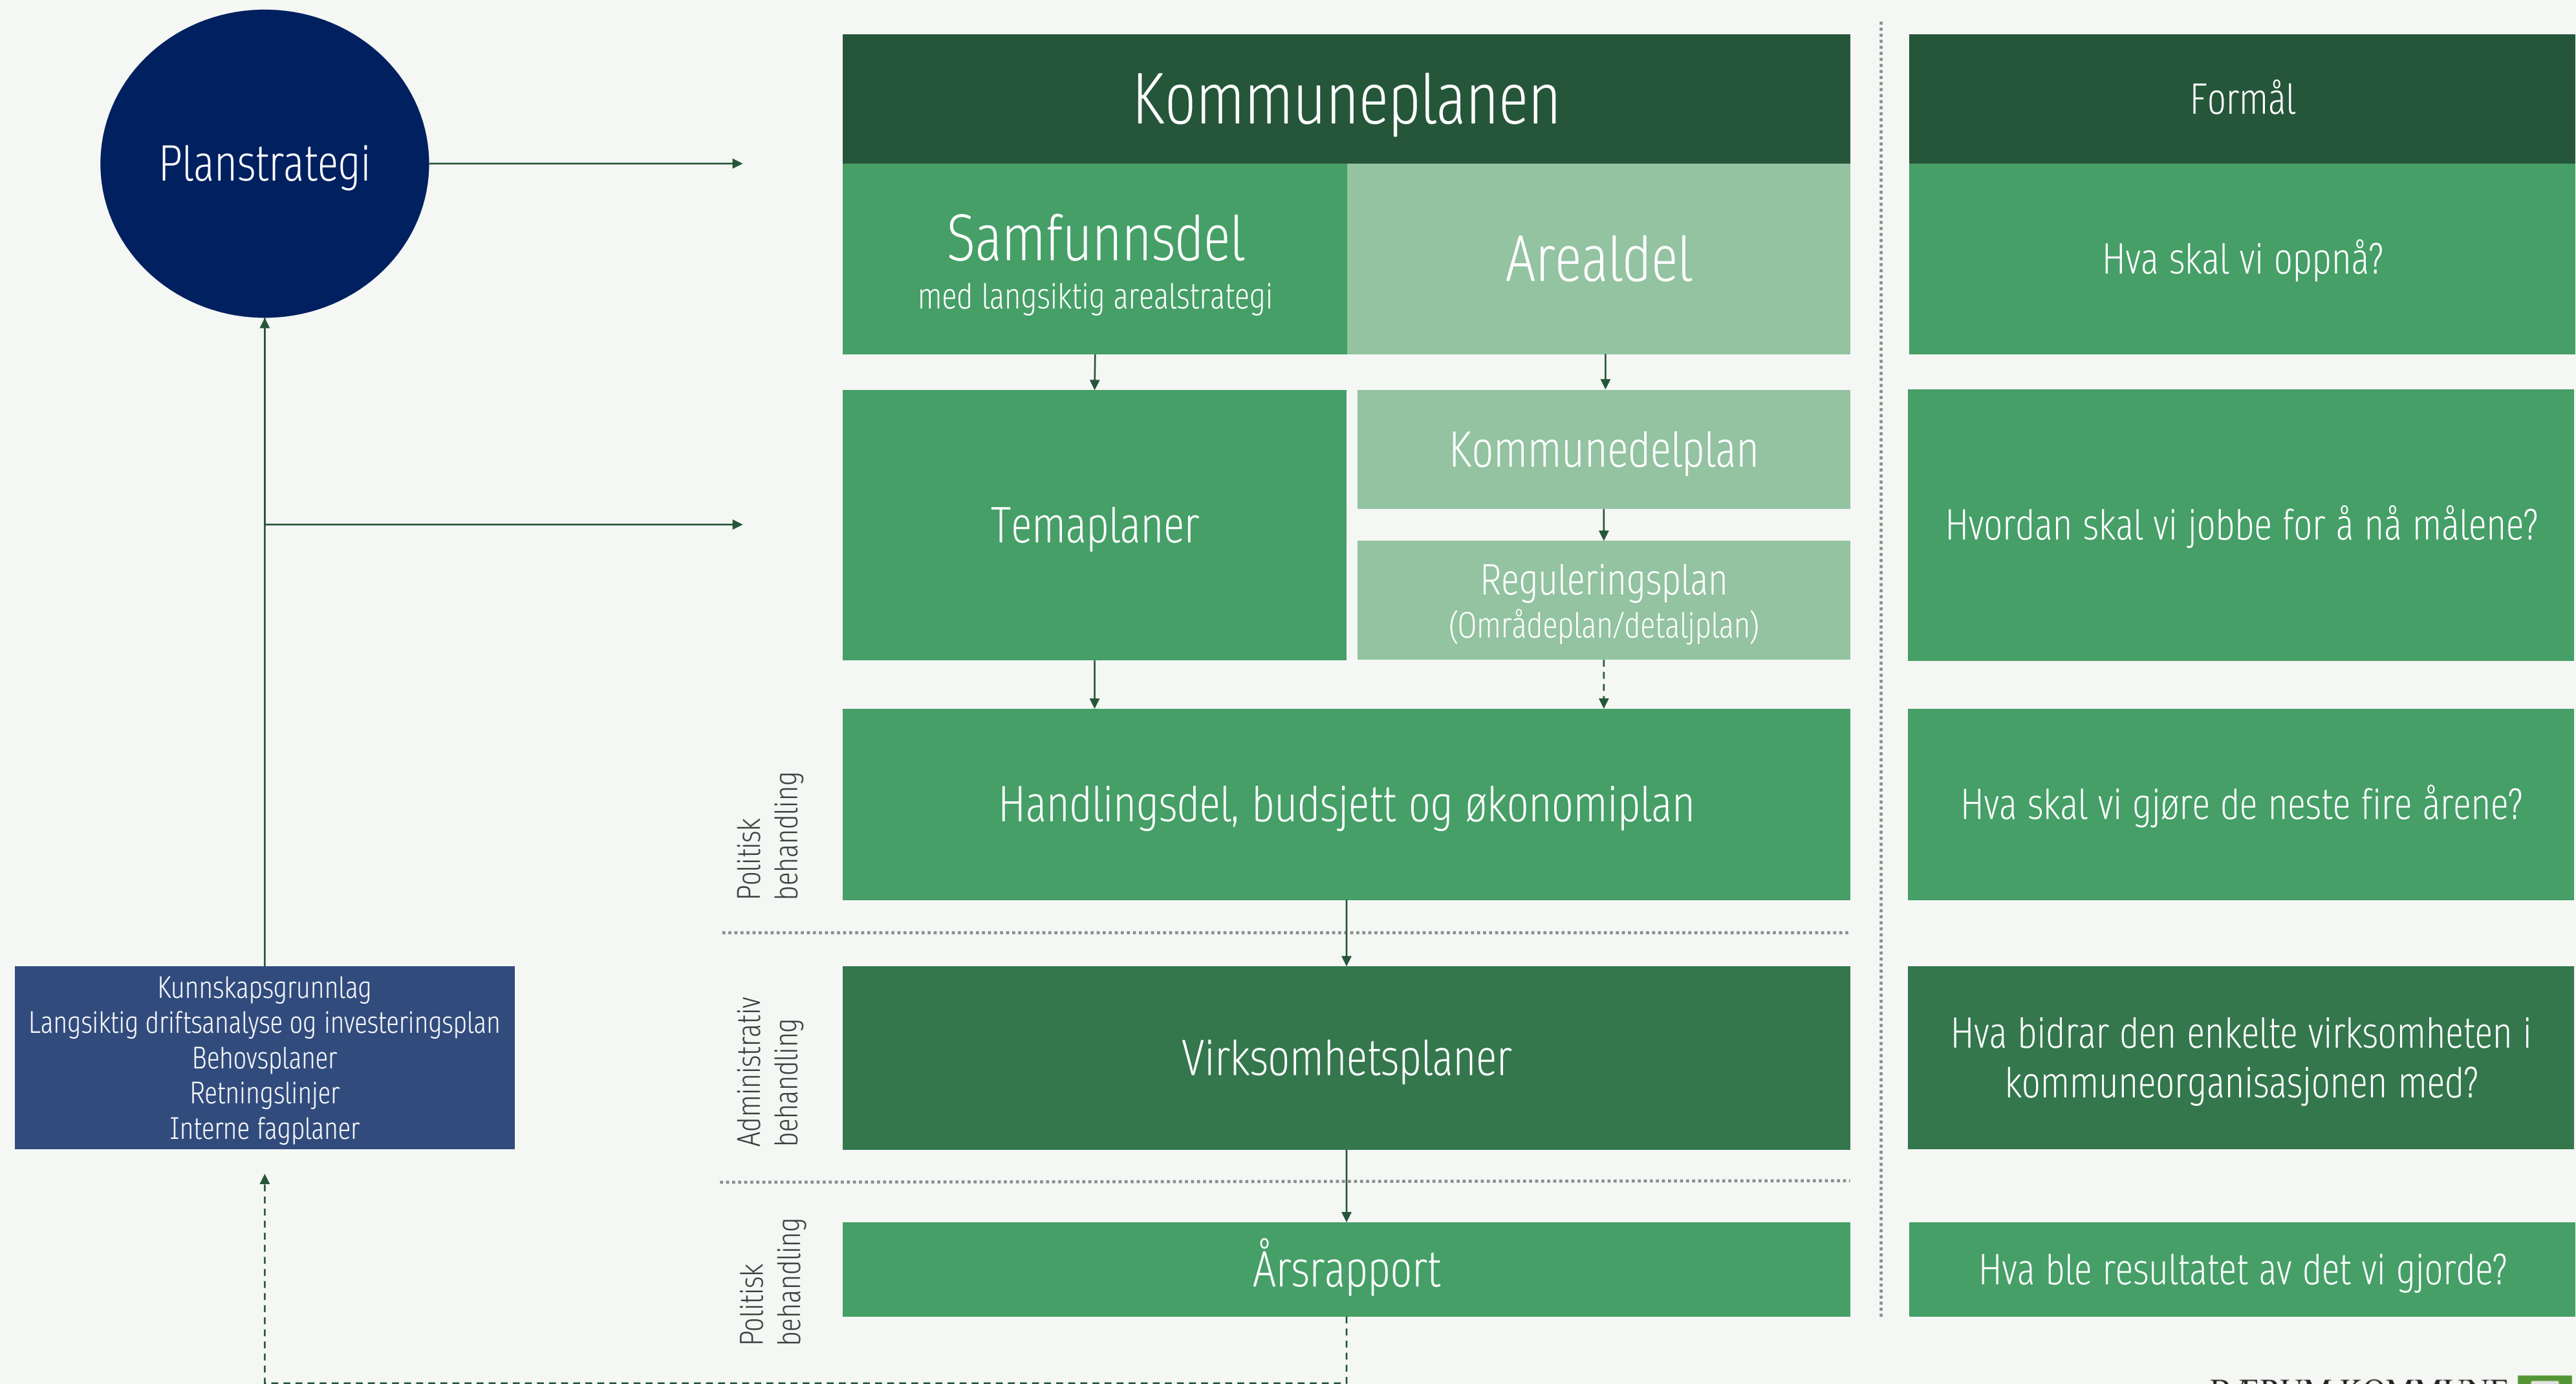 Planstrategi
Kommuneplanen
Formål
Samfunnsdel
med langsiktig arealstrategi
Arealdel
Hva skal vi oppnå?
Temaplaner
Kommunedelplan
Reguleringsplan
(Områdeplan/detaljplan)
Hvordan skal vi jobbe for å nå målene?
Politisk
behandling
Handlingsdel, budsjett og økonomiplan
Hva skal vi gjøre de neste fire årene?
Kunnskapsgrunnlag
Langsiktig driftsanalyse og investeringsplan
Behovsplaner
Retningslinjer
Interne fagplaner
Administrativ
behandling
Virksomhetsplaner
Hva bidrar den enkelte virksomheten i
kommuneorganisasjonen med?
Politisk
behandling
Årsrapport
Hva ble resultatet av det vi gjorde?